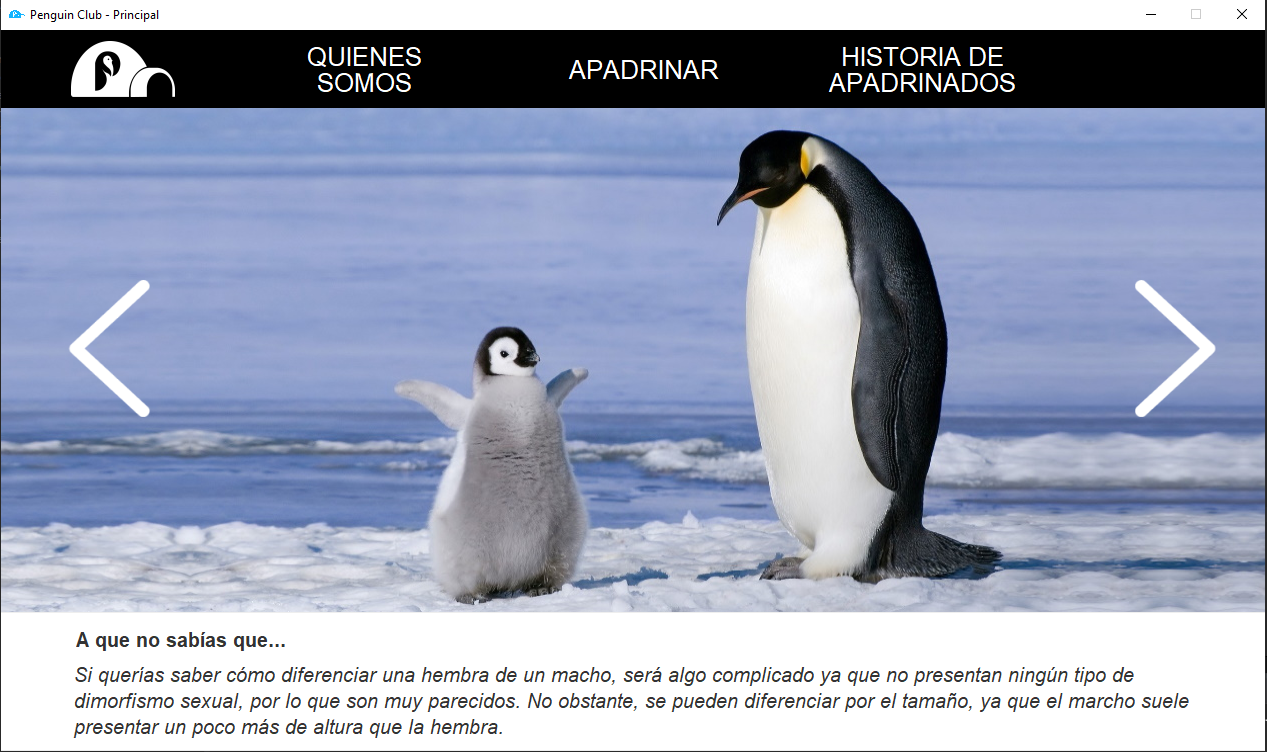 Penguin Club - Principal
QUIENES
SOMOS
APADRINAR
HISTORIA DE
APADRINADOS
A que no sabías que...
Si querías saber cómo diferenciar una hembra de un macho, será algo complicado ya que no presentan ningún tipo de
dimorfismo sexual, por lo que son muy parecidos. No obstante, se pueden diferenciar por el tamaño, ya que el marcho suele
presentar un poco más de altura que la hembra.